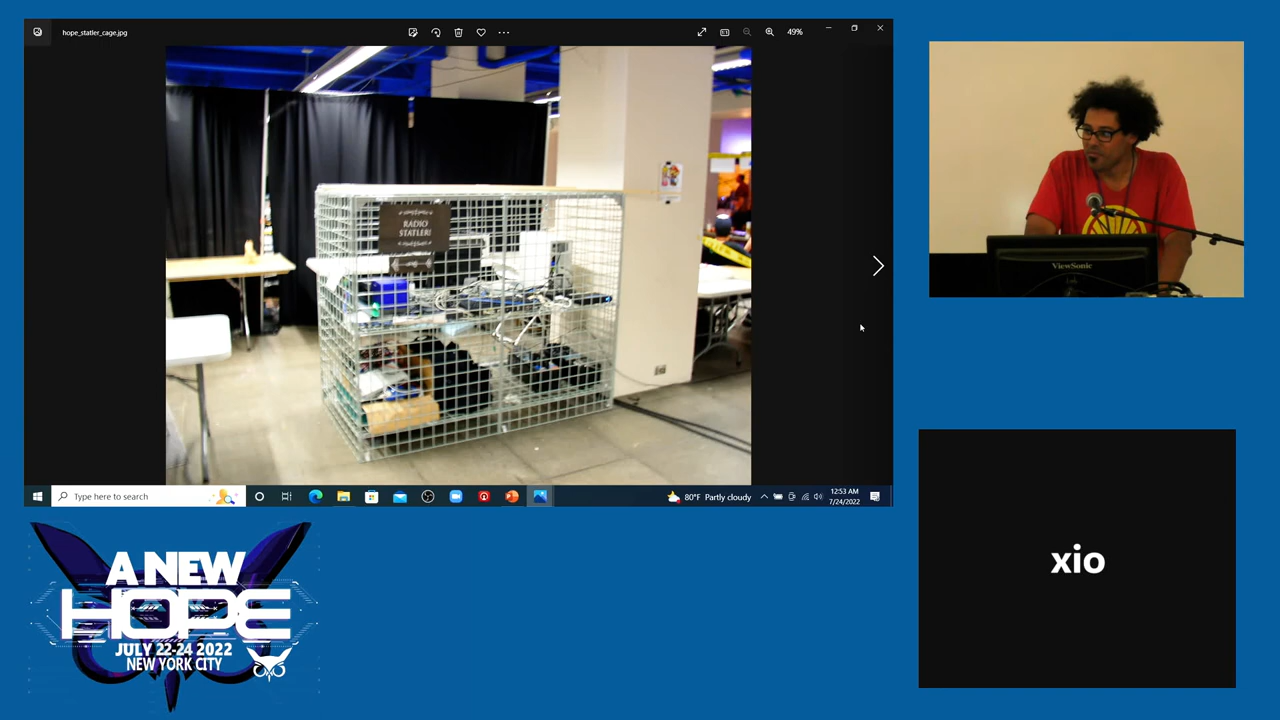 hope_statler_cage.jpg
49%
RADIO
STATLER!
ViewSonic
Type here to search
80°F Partly cloudy
12:53 AM
7/24/2022
xio
A NEW
HOPE
JULY 22-24 2022
NEW YORK CITY